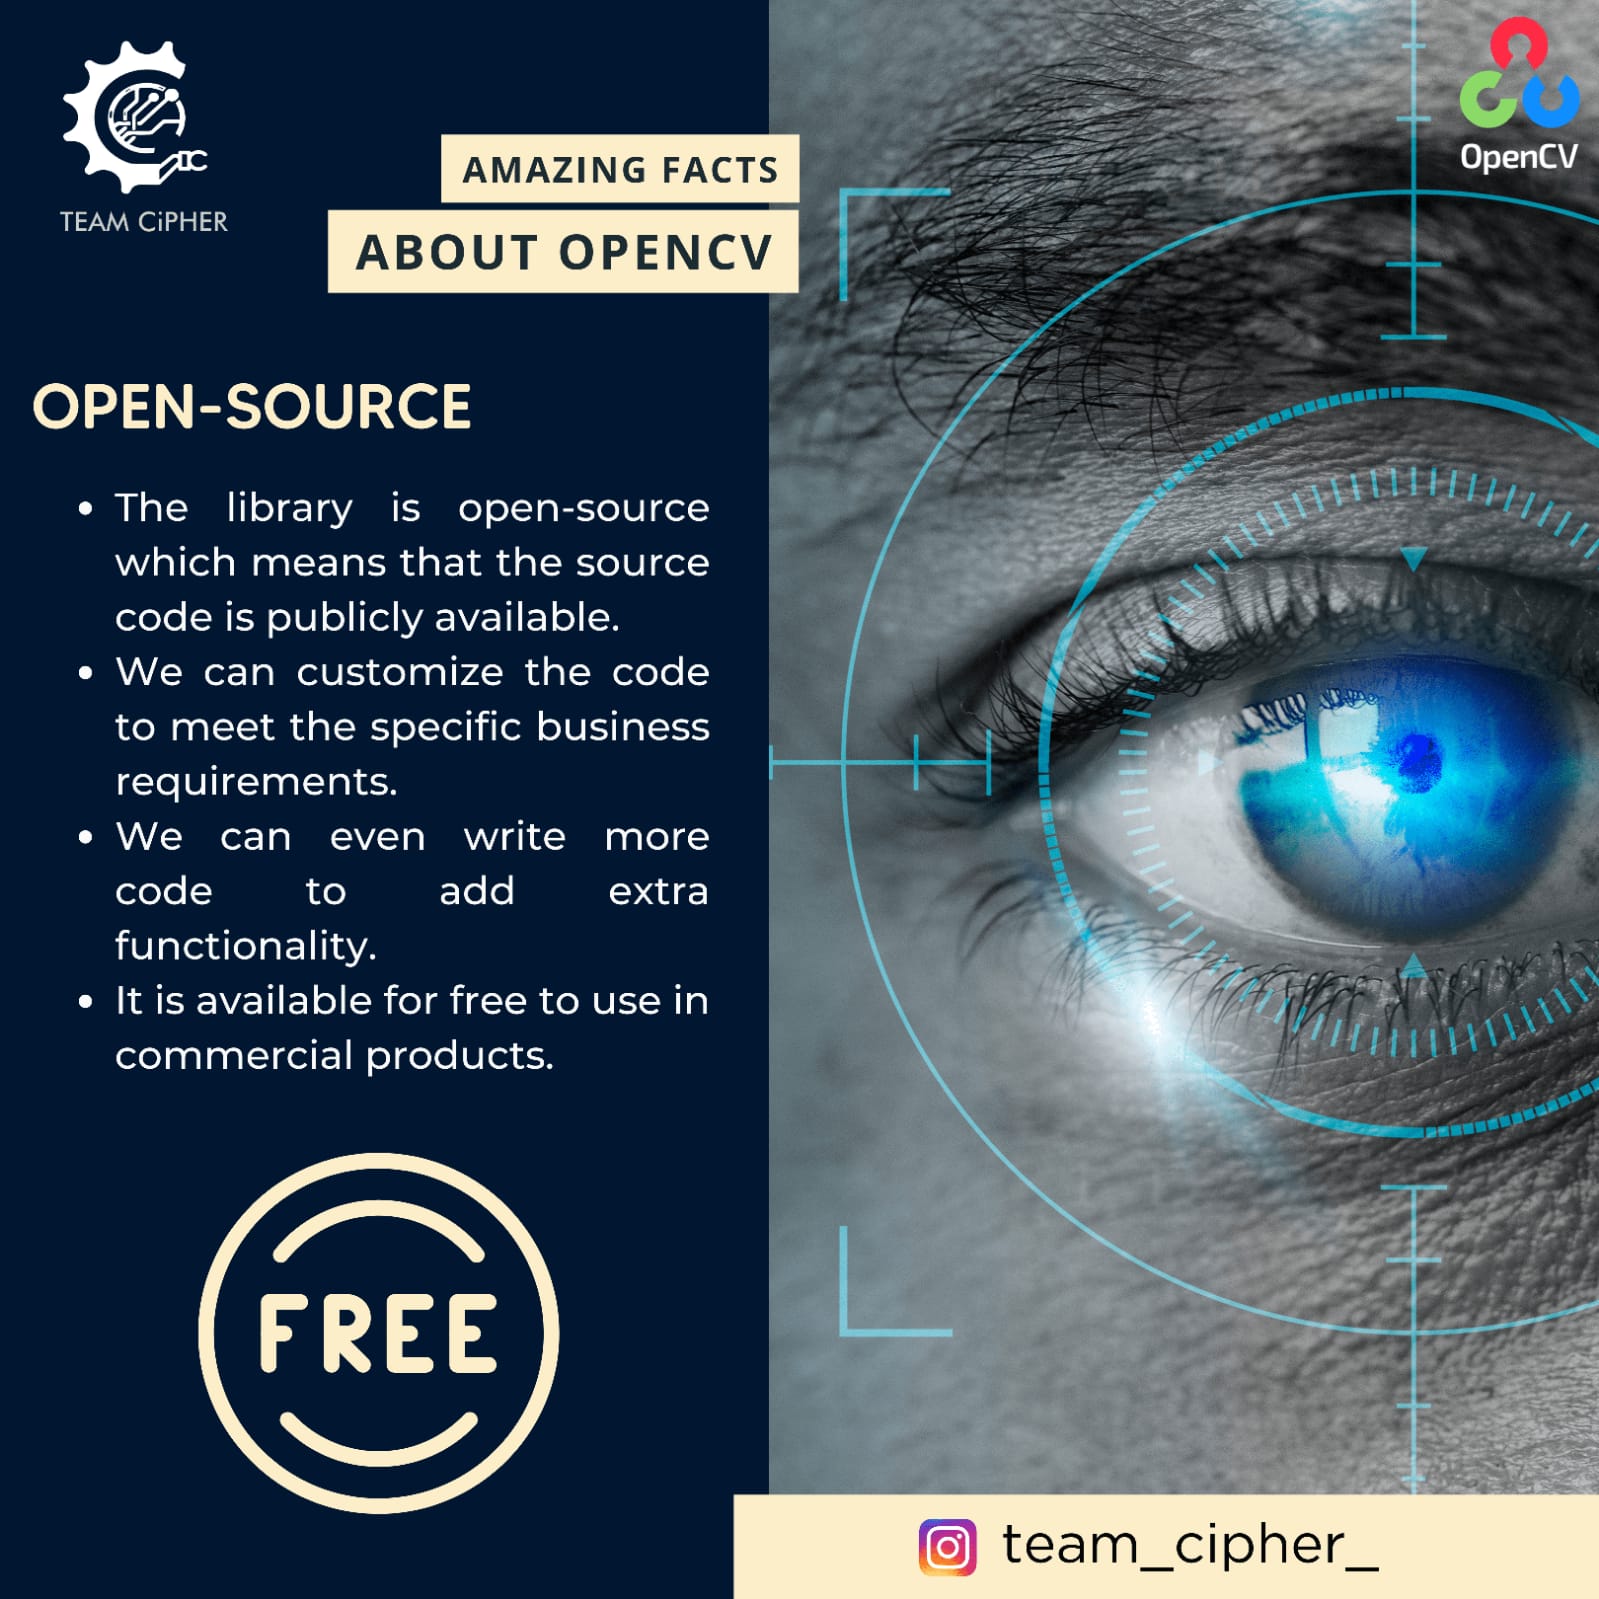 TEAM CiPHER
AMAZING FACTS
ABOUT OPENCV
OpenCV
OPEN-SOURCE
• The library is open-source
which means that the source
code is publicly available.
• We can customize the code
to meet the specific business
requirements.
• We can even write more
code to add extra
functionality.
• It is available for free to use in
commercial products.
FREE
team_cipher_